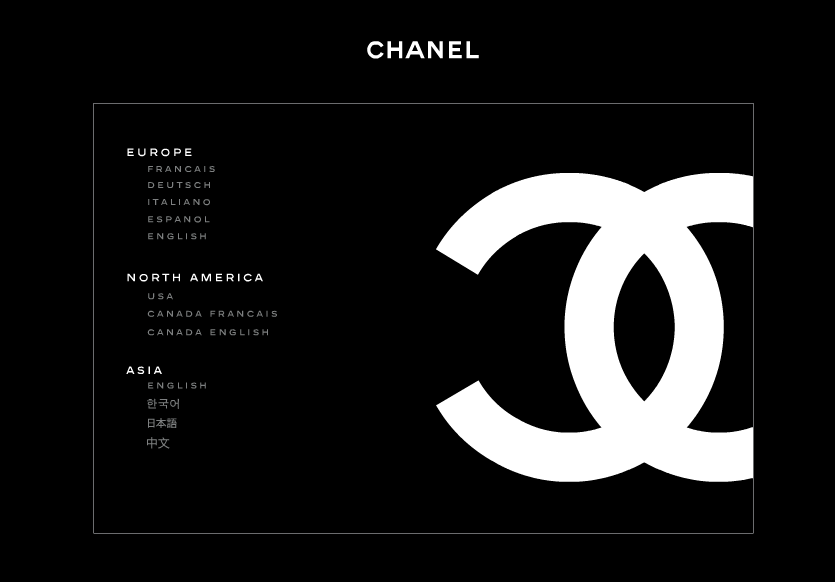 CHANEL
EUROPE
FRANCAIS
DEUTSCH
ITALIANO
ESPANOL
ENGLISH
NORTH AMERICA
USA
CANADA FRANCAIS
CANADA ENGLISH
ASIA
ENGLISH
한국어
日本語
中文